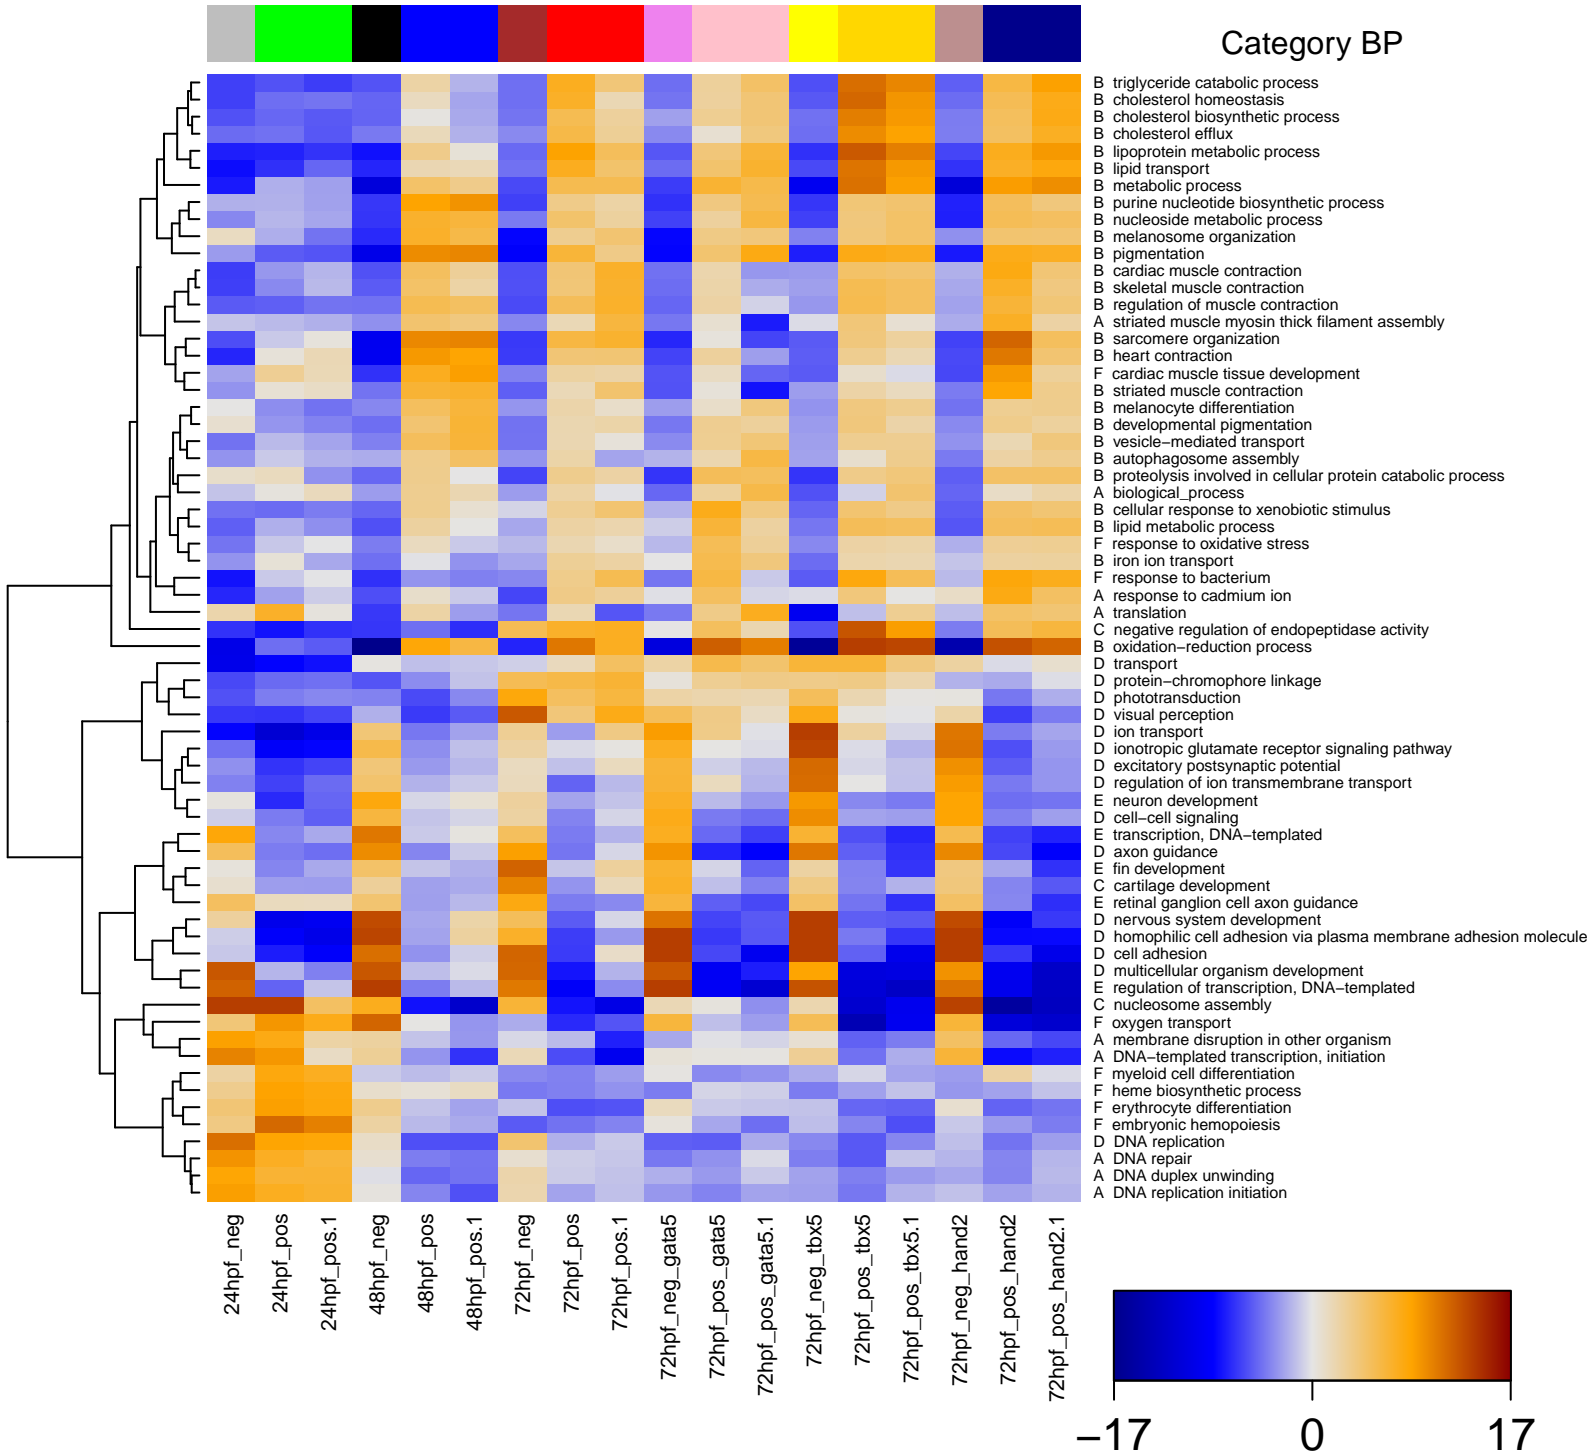 Category BP
B triglyceride catabolic process
B cholesterol homeostasis
B cholesterol biosynthetic process
B cholesterol efflux
B lipoprotein metabolic process
B lipid transport
B metabolic process
B purine nucleotide biosynthetic process
B nucleoside metabolic process
B melanosome organization
B pigmentation
B cardiac muscle contraction
B skeletal muscle contraction
B regulation of muscle contraction
A striated muscle myosin thick filament assembly
B sarcomere organization
B heart contraction
F cardiac muscle tissue development
B striated muscle contraction
B melanocyte differentiation
B developmental pigmentation
B vesicle−mediated transport
B autophagosome assembly
B proteolysis involved in cellular protein catabolic process
A biological_process
B cellular response to xenobiotic stimulus
B lipid metabolic process
F response to oxidative stress
B iron ion transport
F response to bacterium
A response to cadmium ion
A translation
C negative regulation of endopeptidase activity
B oxidation−reduction process
D transport
D protein−chromophore linkage
D phototransduction
D visual perception
D ion transport
D ionotropic glutamate receptor signaling pathway
D excitatory postsynaptic potential
D regulation of ion transmembrane transport
E neuron development
D cell−cell signaling
E transcription, DNA−templated
D axon guidance
E fin development
C cartilage development
E retinal ganglion cell axon guidance
D nervous system development
D homophilic cell adhesion via plasma membrane adhesion molecule
D cell adhesion
D multicellular organism development
E regulation of transcription, DNA−templated
C nucleosome assembly
F oxygen transport
A membrane disruption in other organism
A DNA−templated transcription, initiation
F myeloid cell differentiation
F heme biosynthetic process
F erythrocyte differentiation
F embryonic hemopoiesis
D DNA replication
A DNA repair
A DNA duplex unwinding
A DNA replication initiation
24hpf_neg
24hpf_pos
24hpf_pos.1
48hpf_neg
48hpf_pos
48hpf_pos.1
72hpf_neg
72hpf_pos
72hpf_pos.1
72hpf_neg_gata5
72hpf_pos_gata5
72hpf_pos_gata5.1
72hpf_neg_tbx5
72hpf_pos_tbx5
72hpf_pos_tbx5.1
72hpf_neg_hand2
72hpf_pos_hand2
72hpf_pos_hand2.1
−17 0 17